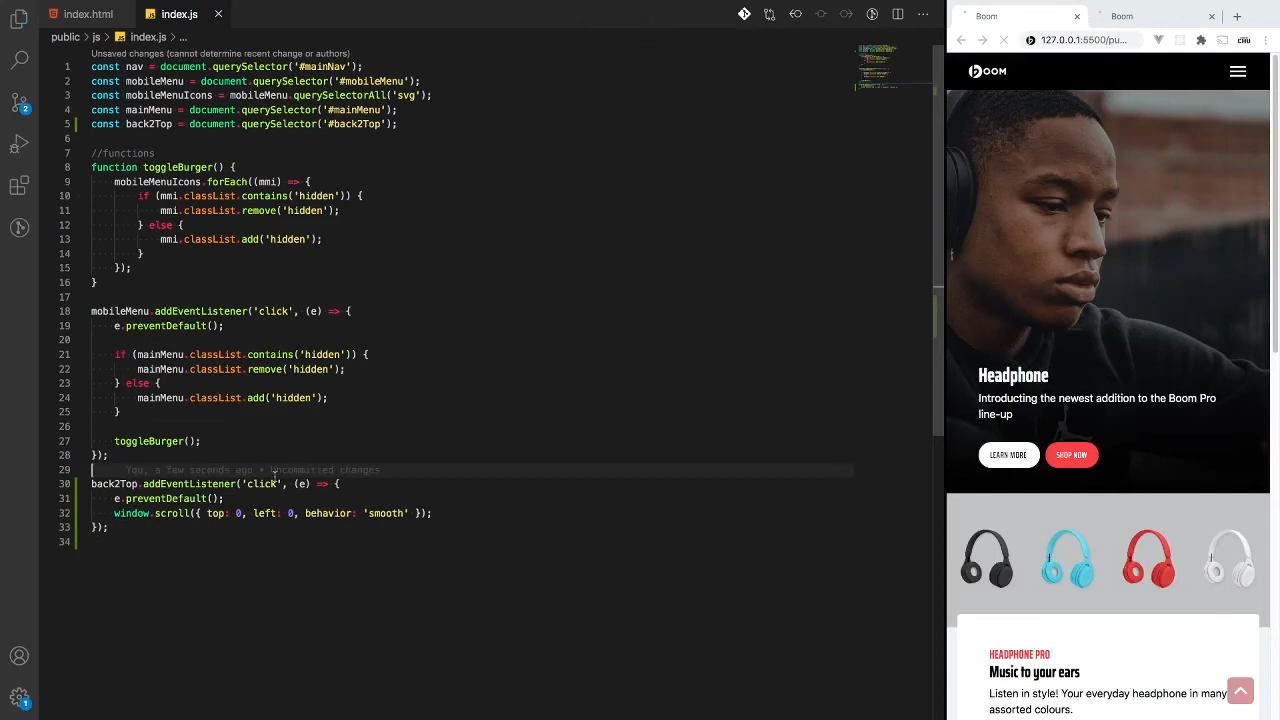 index.html
index.js
public > js > index.js > ...
Unsaved changes (cannot determine recent change or authors)
1 const nav = document.querySelector('#mainNav');
2 const mobileMenu = document.querySelector('#mobileMenu');
3 const mobileMenuIcons = mobileMenu.querySelectorAll('svg');
4 const mainMenu = document.querySelector('#mainMenu');
5 const back2Top = document.querySelector('#back2Top');
6
7 //functions
8 function toggleBurger() {
9 mobileMenuIcons.forEach((mmi) => {
10 if (mmi.classList.contains('hidden')) {
11 mmi.classList.remove('hidden');
12 } else {
13 mmi.classList.add('hidden');
14 }
15 });
16 }
17
18 mobileMenu.addEventListener('click', (e) => {
19 e.preventDefault();
20
21 if (mainMenu.classList.contains('hidden')) {
22 mainMenu.classList.remove('hidden');
23 } else {
24 mainMenu.classList.add('hidden');
25 }
26
27 toggleBurger();
28 });
29 You, a few seconds ago • Uncommitted changes
30 back2Top.addEventListener('click', (e) => {
31 e.preventDefault();
32 window.scroll({ top: 0, left: 0, behavior: 'smooth' });
33 });
34
2
1
Boom
Boom
127.0.0.1:5500/pu...
BOOM
Headphone
Introducting the newest addition to the Boom Pro
line-up
LEARN MORE
SHOP NOW
HEADPHONE PRO
Music to your ears
Listen in style! Your everyday headphone in many
assorted colours.